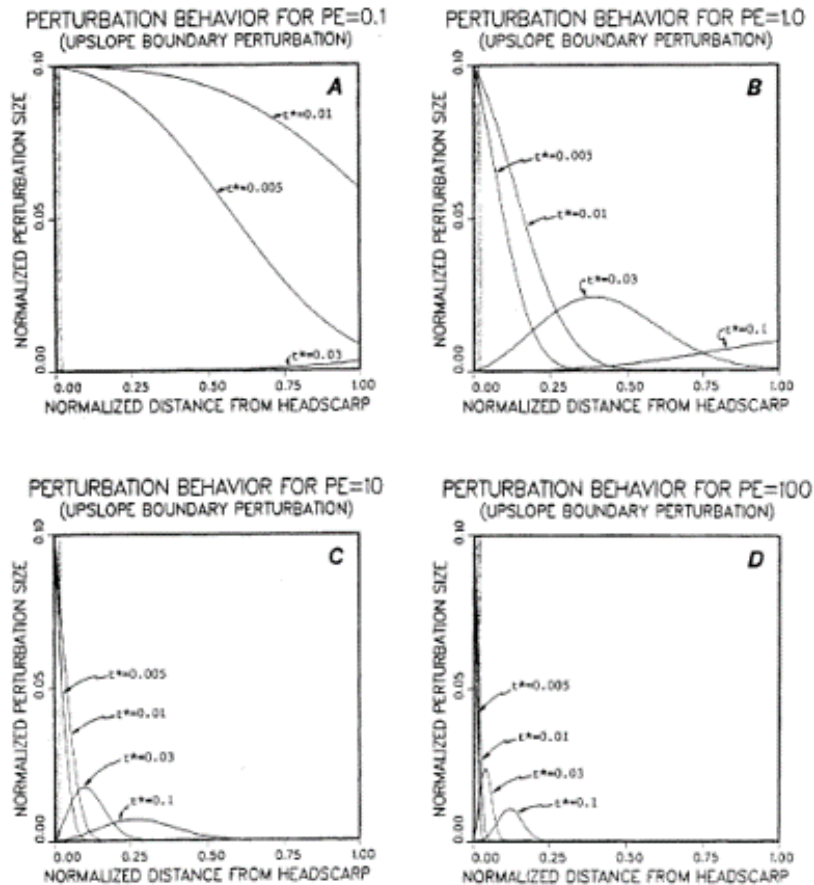 PERTURBATION BEHAVIOR FOR PE=0.1
(UPSLOPE BOUNDARY PERTURBATION)
A
t*=0.01
t*=0.005
t*=0.03
0.10
0.05
0.00
NORMALIZED PERTURBATION SIZE
0.00 0.25 0.50 0.75 1.00
NORMALIZED DISTANCE FROM HEADSCARP
PERTURBATION BEHAVIOR FOR PE=1.0
(UPSLOPE BOUNDARY PERTURBATION)
B
t*=0.005
t*=0.01
t*=0.03
t*=0.1
0.10
0.05
0.00
NORMALIZED PERTURBATION SIZE
0.00 0.25 0.50 0.75 1.00
NORMALIZED DISTANCE FROM HEADSCARP
PERTURBATION BEHAVIOR FOR PE=10
(UPSLOPE BOUNDARY PERTURBATION)
C
t*=0.005
t*=0.01
t*=0.03
t*=0.1
0.10
0.05
0.00
NORMALIZED PERTURBATION SIZE
0.00 0.25 0.50 0.75 1.00
NORMALIZED DISTANCE FROM HEADSCARP
PERTURBATION BEHAVIOR FOR PE=100
(UPSLOPE BOUNDARY PERTURBATION)
D
t*=0.005
t*=0.01
t*=0.03
t*=0.1
0.10
0.05
0.00
NORMALIZED PERTURBATION SIZE
0.00 0.25 0.50 0.75 1.00
NORMALIZED DISTANCE FROM HEADSCARP